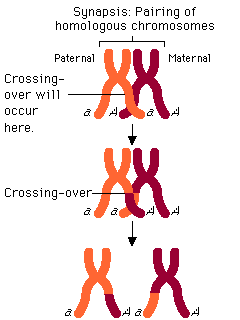 Synapsis: Pairing of
homologous chromosomes
Paternal Maternal
Crossing-
over will
occur
here.
a A a A
Crossing-over
a A a A
a A a A